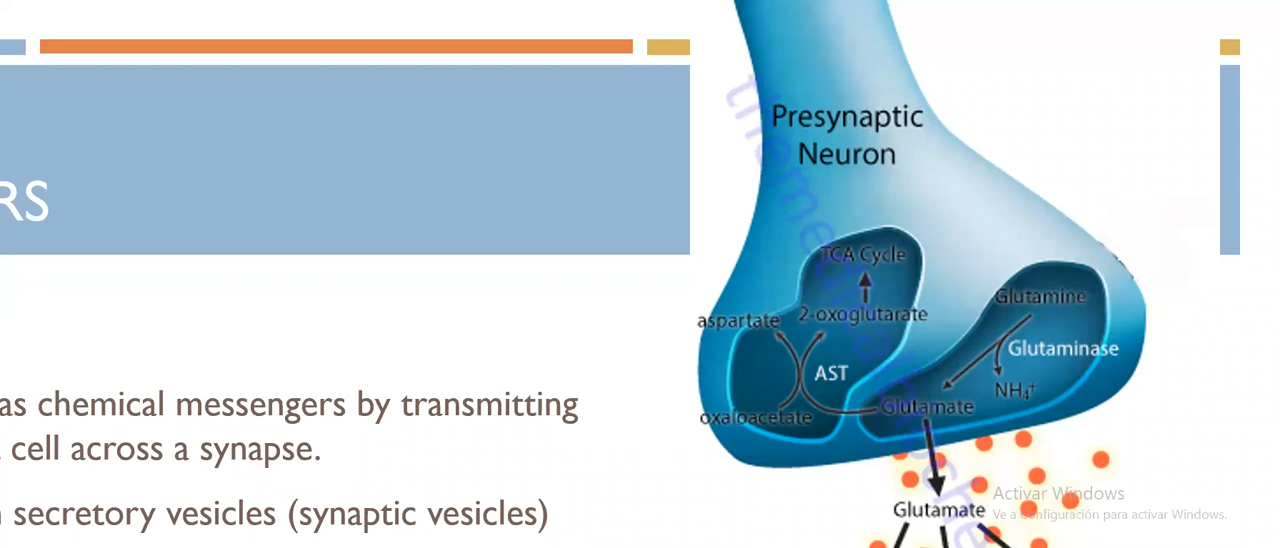 RS
as chemical messengers by transmitting
cell across a synapse.
secretory vesicles (synaptic vesicles)
Presynaptic
Neuron
TCA Cycle
aspartate
2-oxoglutarate
AST
oxaloacetate
Glutamine
Glutaminase
NH₄⁺
Glutamate
Glutamate
Activar Windows
Ve a Configuración para activar Windows.